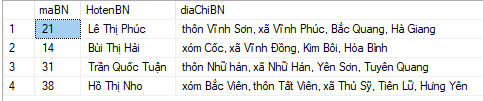 maBN HotenBN diaChiBN
1 21 Lê Thị Phúc thôn Vĩnh Sơn, xã Vĩnh Phúc, Bắc Quang, Hà Giang
2 14 Bùi Thị Hải xóm Cốc, xã Vĩnh Đồng, Kim Bôi, Hòa Bình
3 31 Trần Quốc Tuận thôn Nhữ hán, xã Nhữ Hán, Yên Sơn, Tuyên Quang
4 38 Hồ Thị Nho xóm Bắc Viên, thôn Tất Viên, xã Thủ Sỹ, Tiên Lữ, Hưng Yên